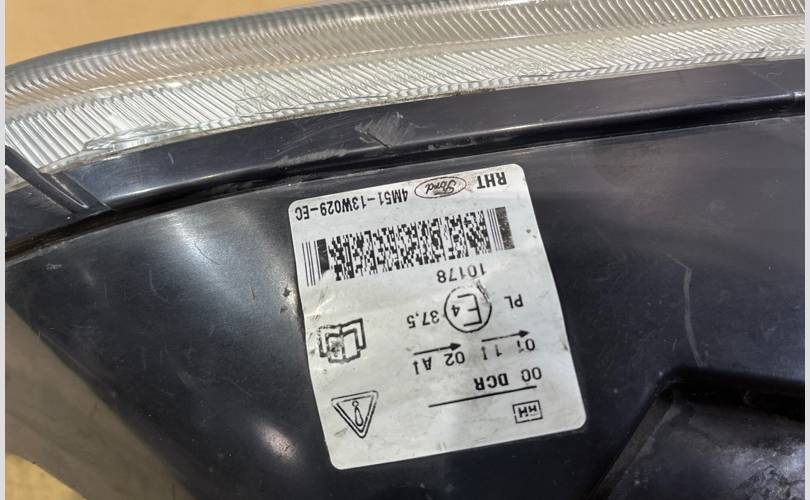 RHT Ford 4M51-13W029-EC
10178
PL E4 37.5
01 11 02 A1
00 DCR
HH